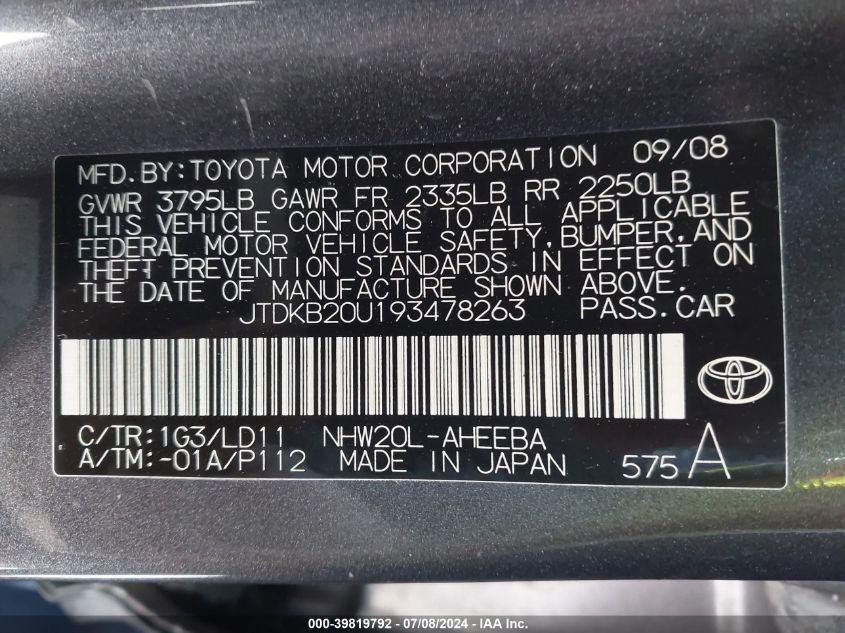 MFD.BY:TOYOTA MOTOR CORPORATION 09/08
GVWR 3795LB GAWR FR 2335LB RR 2250LB
THIS VEHICLE CONFORMS TO ALL APPLICABLE
FEDERAL MOTOR VEHICLE SAFETY,BUMPER,AND
THEFT PREVENTION STANDARDS IN EFFECT ON
THE DATE OF MANUFACTURE SHOWN ABOVE.
JTDKB20U193478263 PASS.CAR
C/TR:1G3/LD11 NHW20L-AHEEBA
A/TM:-01A/P112 MADE IN JAPAN 575A
000-39819792 - 07/08/2024 - IAA Inc.